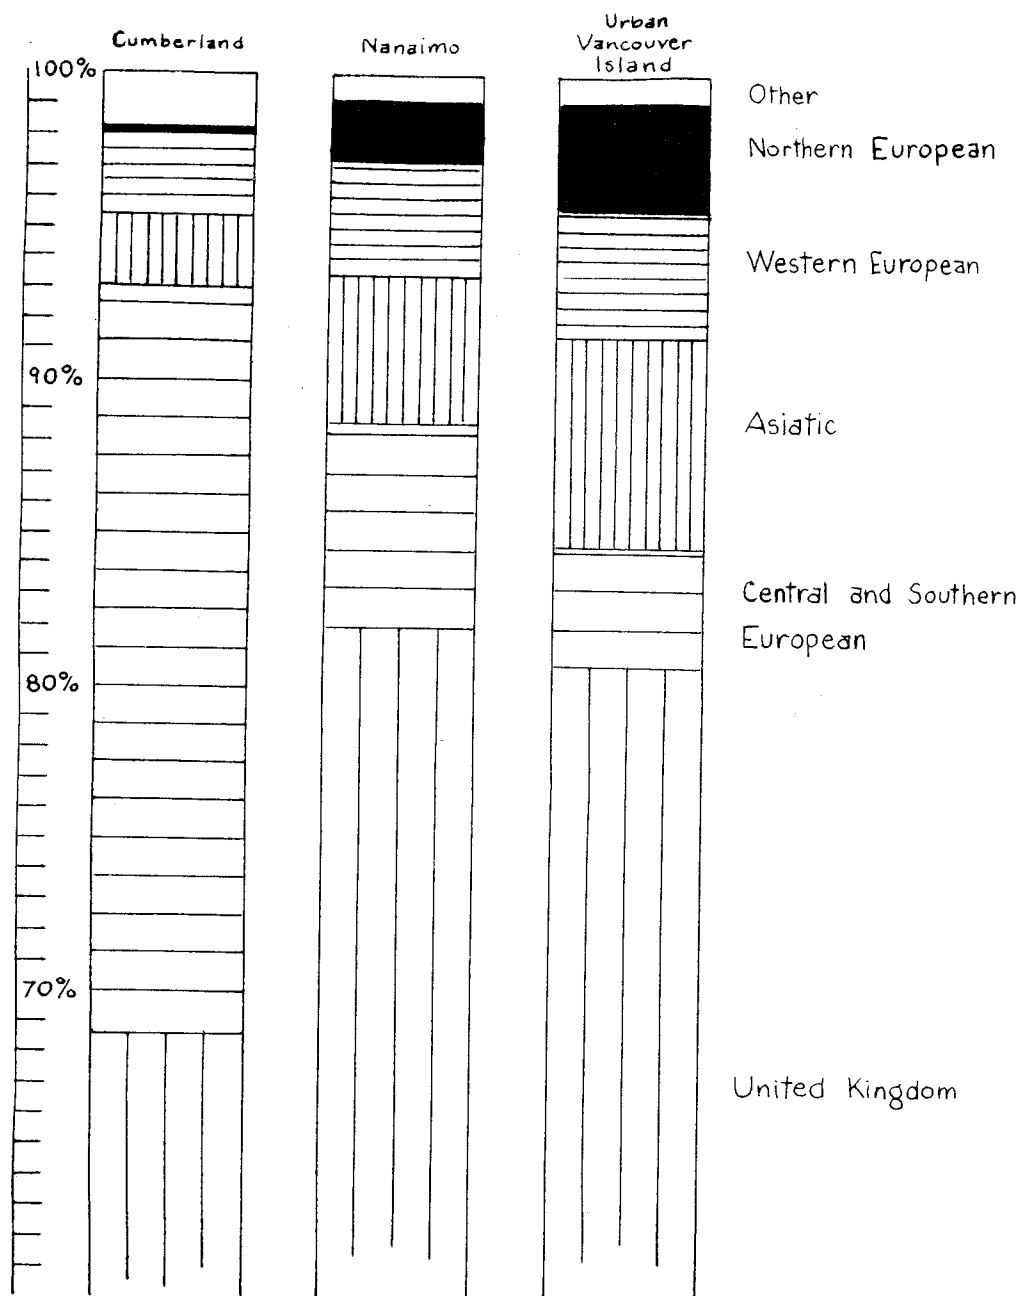 Cumberland
Nanaimo
Urban
Vancouver
Island
100%
90%
80%
70%
Other
Northern European
Western European
Asiatic
Central and Southern
European
United Kingdom